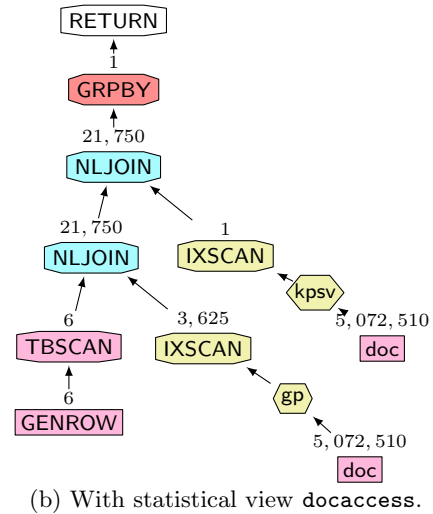 RETURN
1
GRPBY
21, 750
NLJOIN
21, 750
1
NLJOIN
IXSCAN
kpsv
6
3, 625
5, 072, 510
TBSCAN
IXSCAN
doc
6
gp
GENROW
5, 072, 510
doc
(b) With statistical view docaccess.